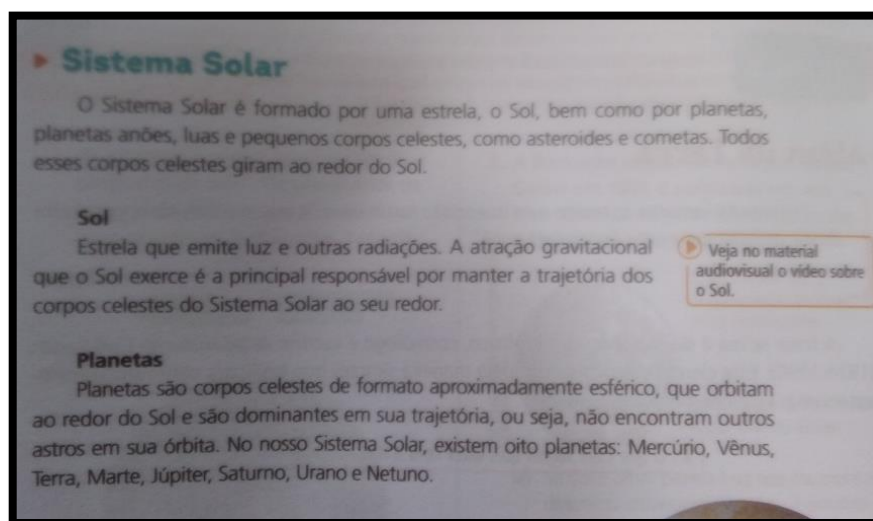 Sistema Solar
O Sistema Solar é formado por uma estrela, o Sol, bem como por planetas,
planetas anões, luas e pequenos corpos celestes, como asteroides e cometas. Todos
esses corpos celestes giram ao redor do Sol.
Sol
Estrela que emite luz e outras radiações. A atração gravitacional
que o Sol exerce é a principal responsável por manter a trajetória dos
corpos celestes do Sistema Solar ao seu redor.
Veja no material
audiovisual o vídeo sobre
o Sol.
Planetas
Planetas são corpos celestes de formato aproximadamente esférico, que orbitam
ao redor do Sol e são dominantes em sua trajetória, ou seja, não encontram outros
astros em sua órbita. No nosso Sistema Solar, existem oito planetas: Mercúrio, Vênus,
Terra, Marte, Júpiter, Saturno, Urano e Netuno.